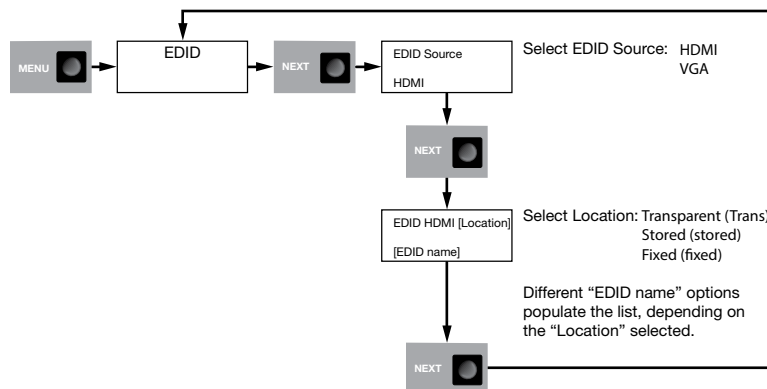 MENU
EDID
NEXT
EDID Source
HDMI
Select EDID Source: HDMI
VGA
NEXT
EDID HDMI [Location]
[EDID name]
Select Location: Transparent (Trans)
Stored (stored)
Fixed (fixed)
Different “EDID name” options
populate the list, depending on
the “Location” selected.
NEXT